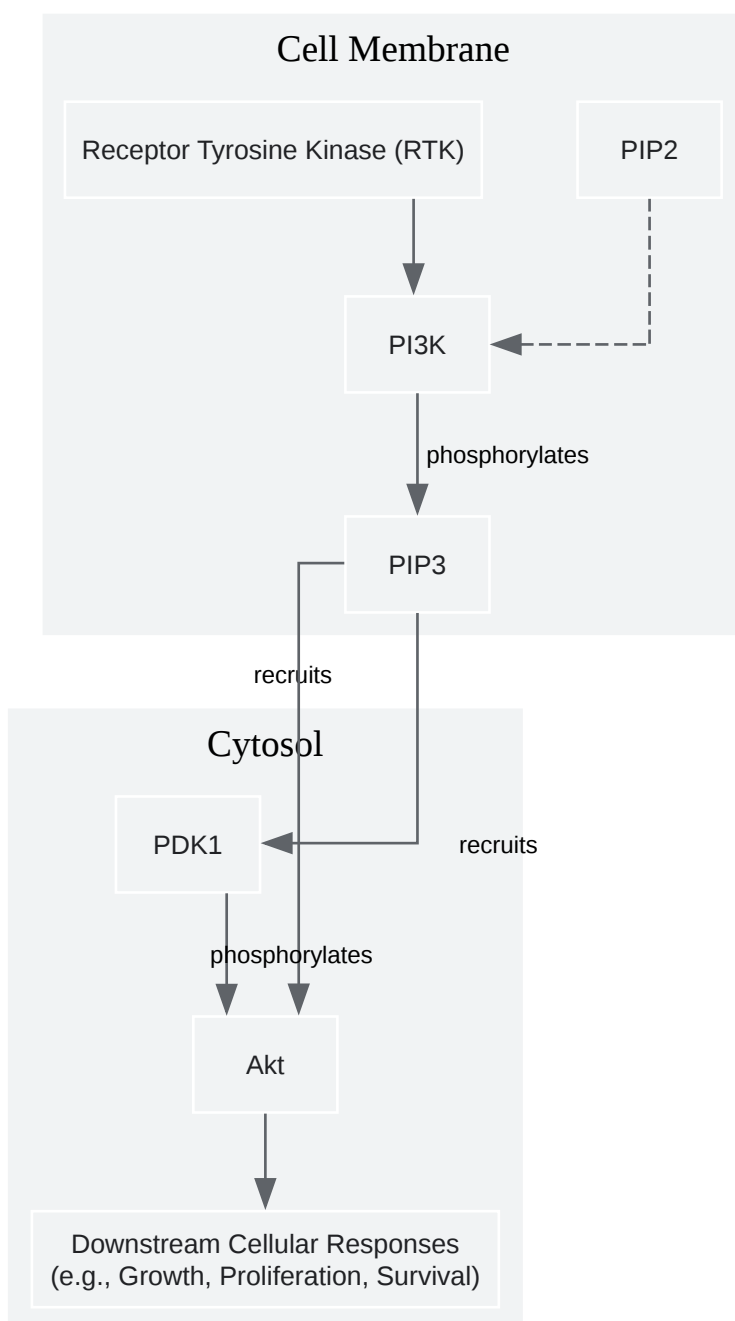 Cell Membrane
Receptor Tyrosine Kinase (RTK)
PIP2
PI3K
phosphorylates
PIP3
recruits
Cytosol
PDK1
recruits
phosphorylates
Akt
Downstream Cellular Responses
(e.g., Growth, Proliferation, Survival)